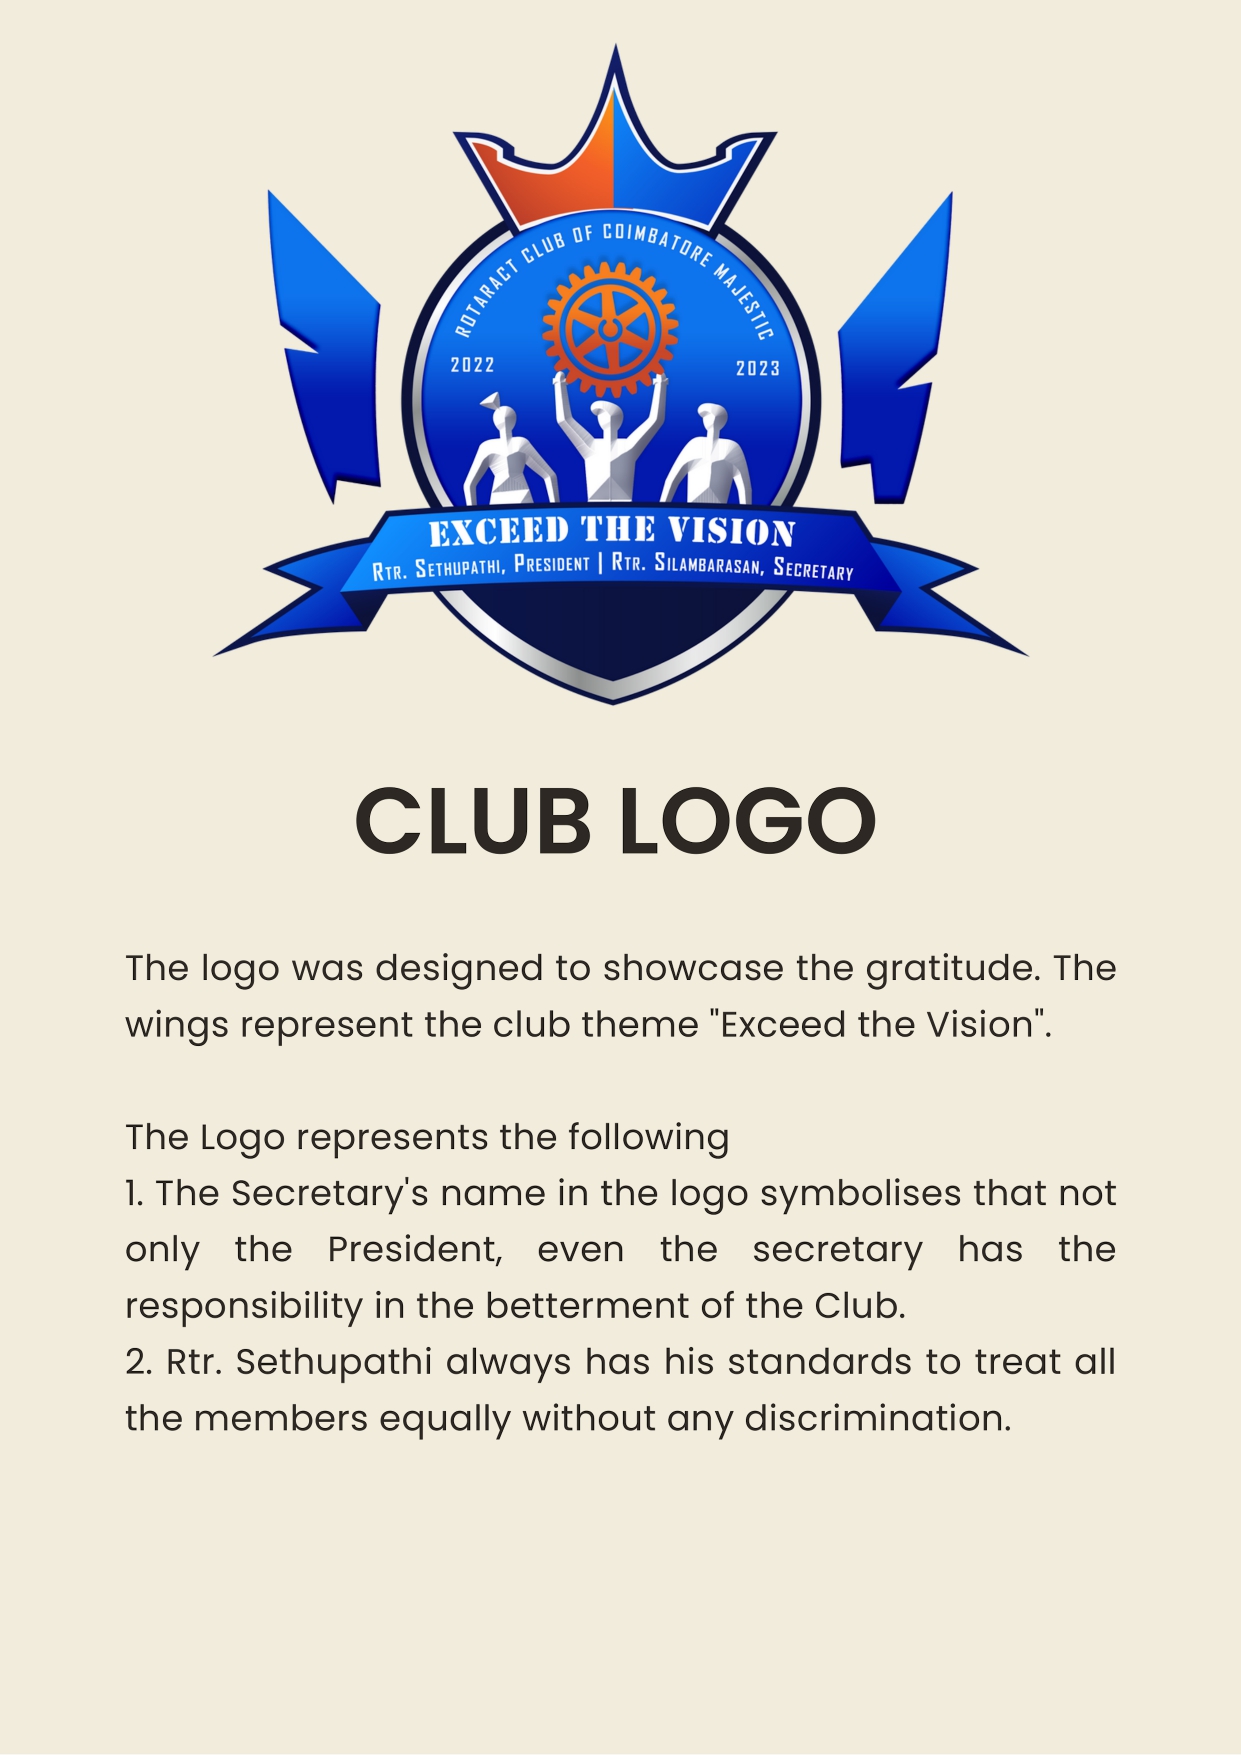 ROTARACT CLUB OF COIMBATORE MAJESTIC
2022 2023
EXCEED THE VISION
RTR. SETHUPATHI, PRESIDENT | RTR. SILAMBARASAN, SECRETARY
CLUB LOGO
The logo was designed to showcase the gratitude. The
wings represent the club theme "Exceed the Vision".
The Logo represents the following
1. The Secretary's name in the logo symbolises that not
only the President, even the secretary has the
responsibility in the betterment of the Club.
2. Rtr. Sethupathi always has his standards to treat all
the members equally without any discrimination.